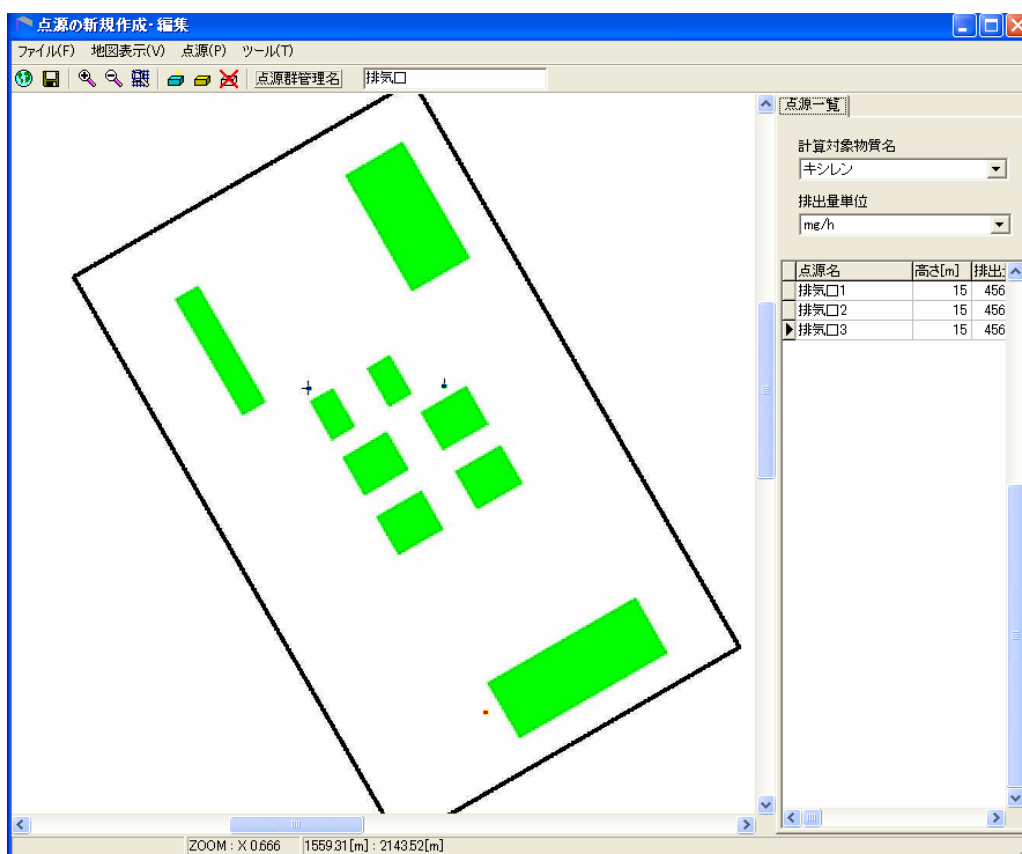 点源の新規作成・編集
ファイル(F) 地図表示(V) 点源(P) ツール(T)
点源群管理名 排気口
点源一覧
計算対象物質名
キシレン
排出量単位
mg/h
点源名 高さ[m] 排出
排気口1 15 456
排気口2 15 456
排気口3 15 456
ZOOM : X 0.666 1559.31 [m] : 2143.52[m]